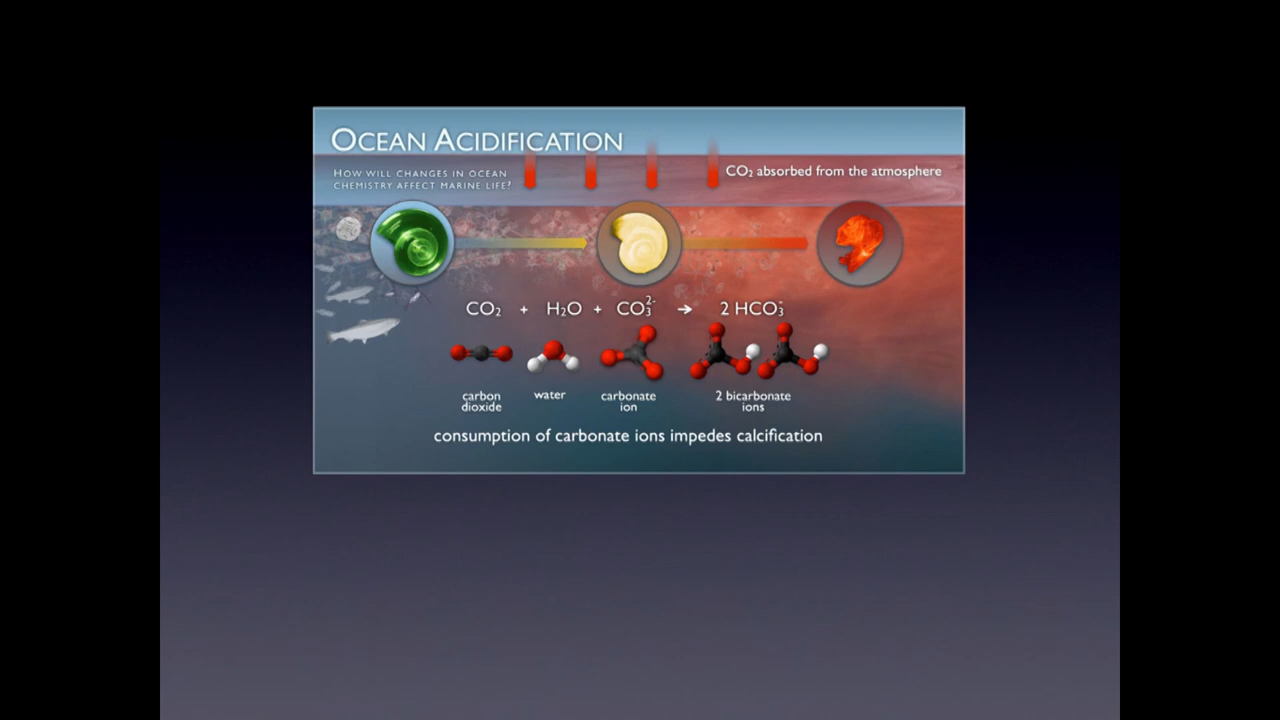 OCEAN ACIDIFICATION
HOW WILL CHANGES IN OCEAN
CHEMISTRY AFFECT MARINE LIFE?
CO₂ absorbed from the atmosphere
CO₂ + H₂O + CO₃²⁻ → 2 HCO₃⁻
carbon dioxide
water
carbonate ion
2 bicarbonate ions
consumption of carbonate ions impedes calcification